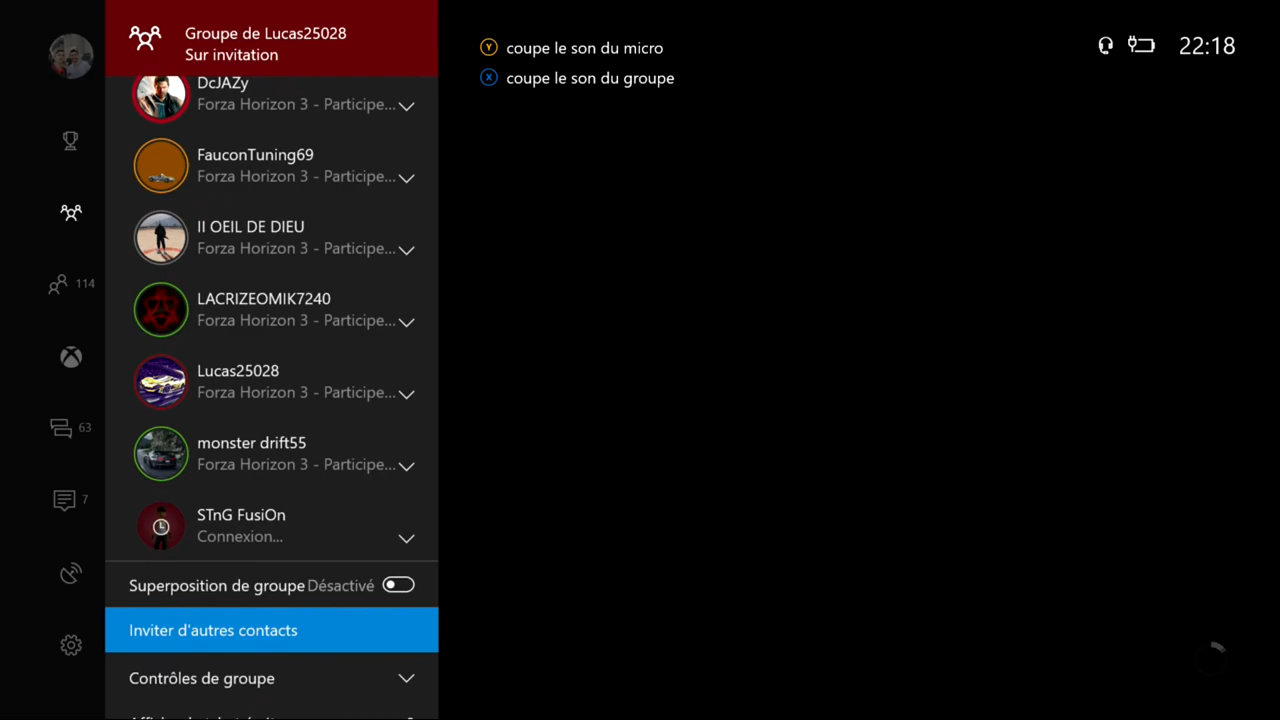 Groupe de Lucas25028
Sur invitation
DcJAZy
Forza Horizon 3 - Participe...
FauconTuning69
Forza Horizon 3 - Participe...
II OEIL DE DIEU
Forza Horizon 3 - Participe...
LACRIZEOMIK7240
Forza Horizon 3 - Participe...
Lucas25028
Forza Horizon 3 - Participe...
monster drift55
Forza Horizon 3 - Participe...
STnG FusiOn
Connexion...
Superposition de groupe Désactivé
Inviter d'autres contacts
Contrôles de groupe
114
63
7
Y coupe le son du micro
X coupe le son du groupe
22:18